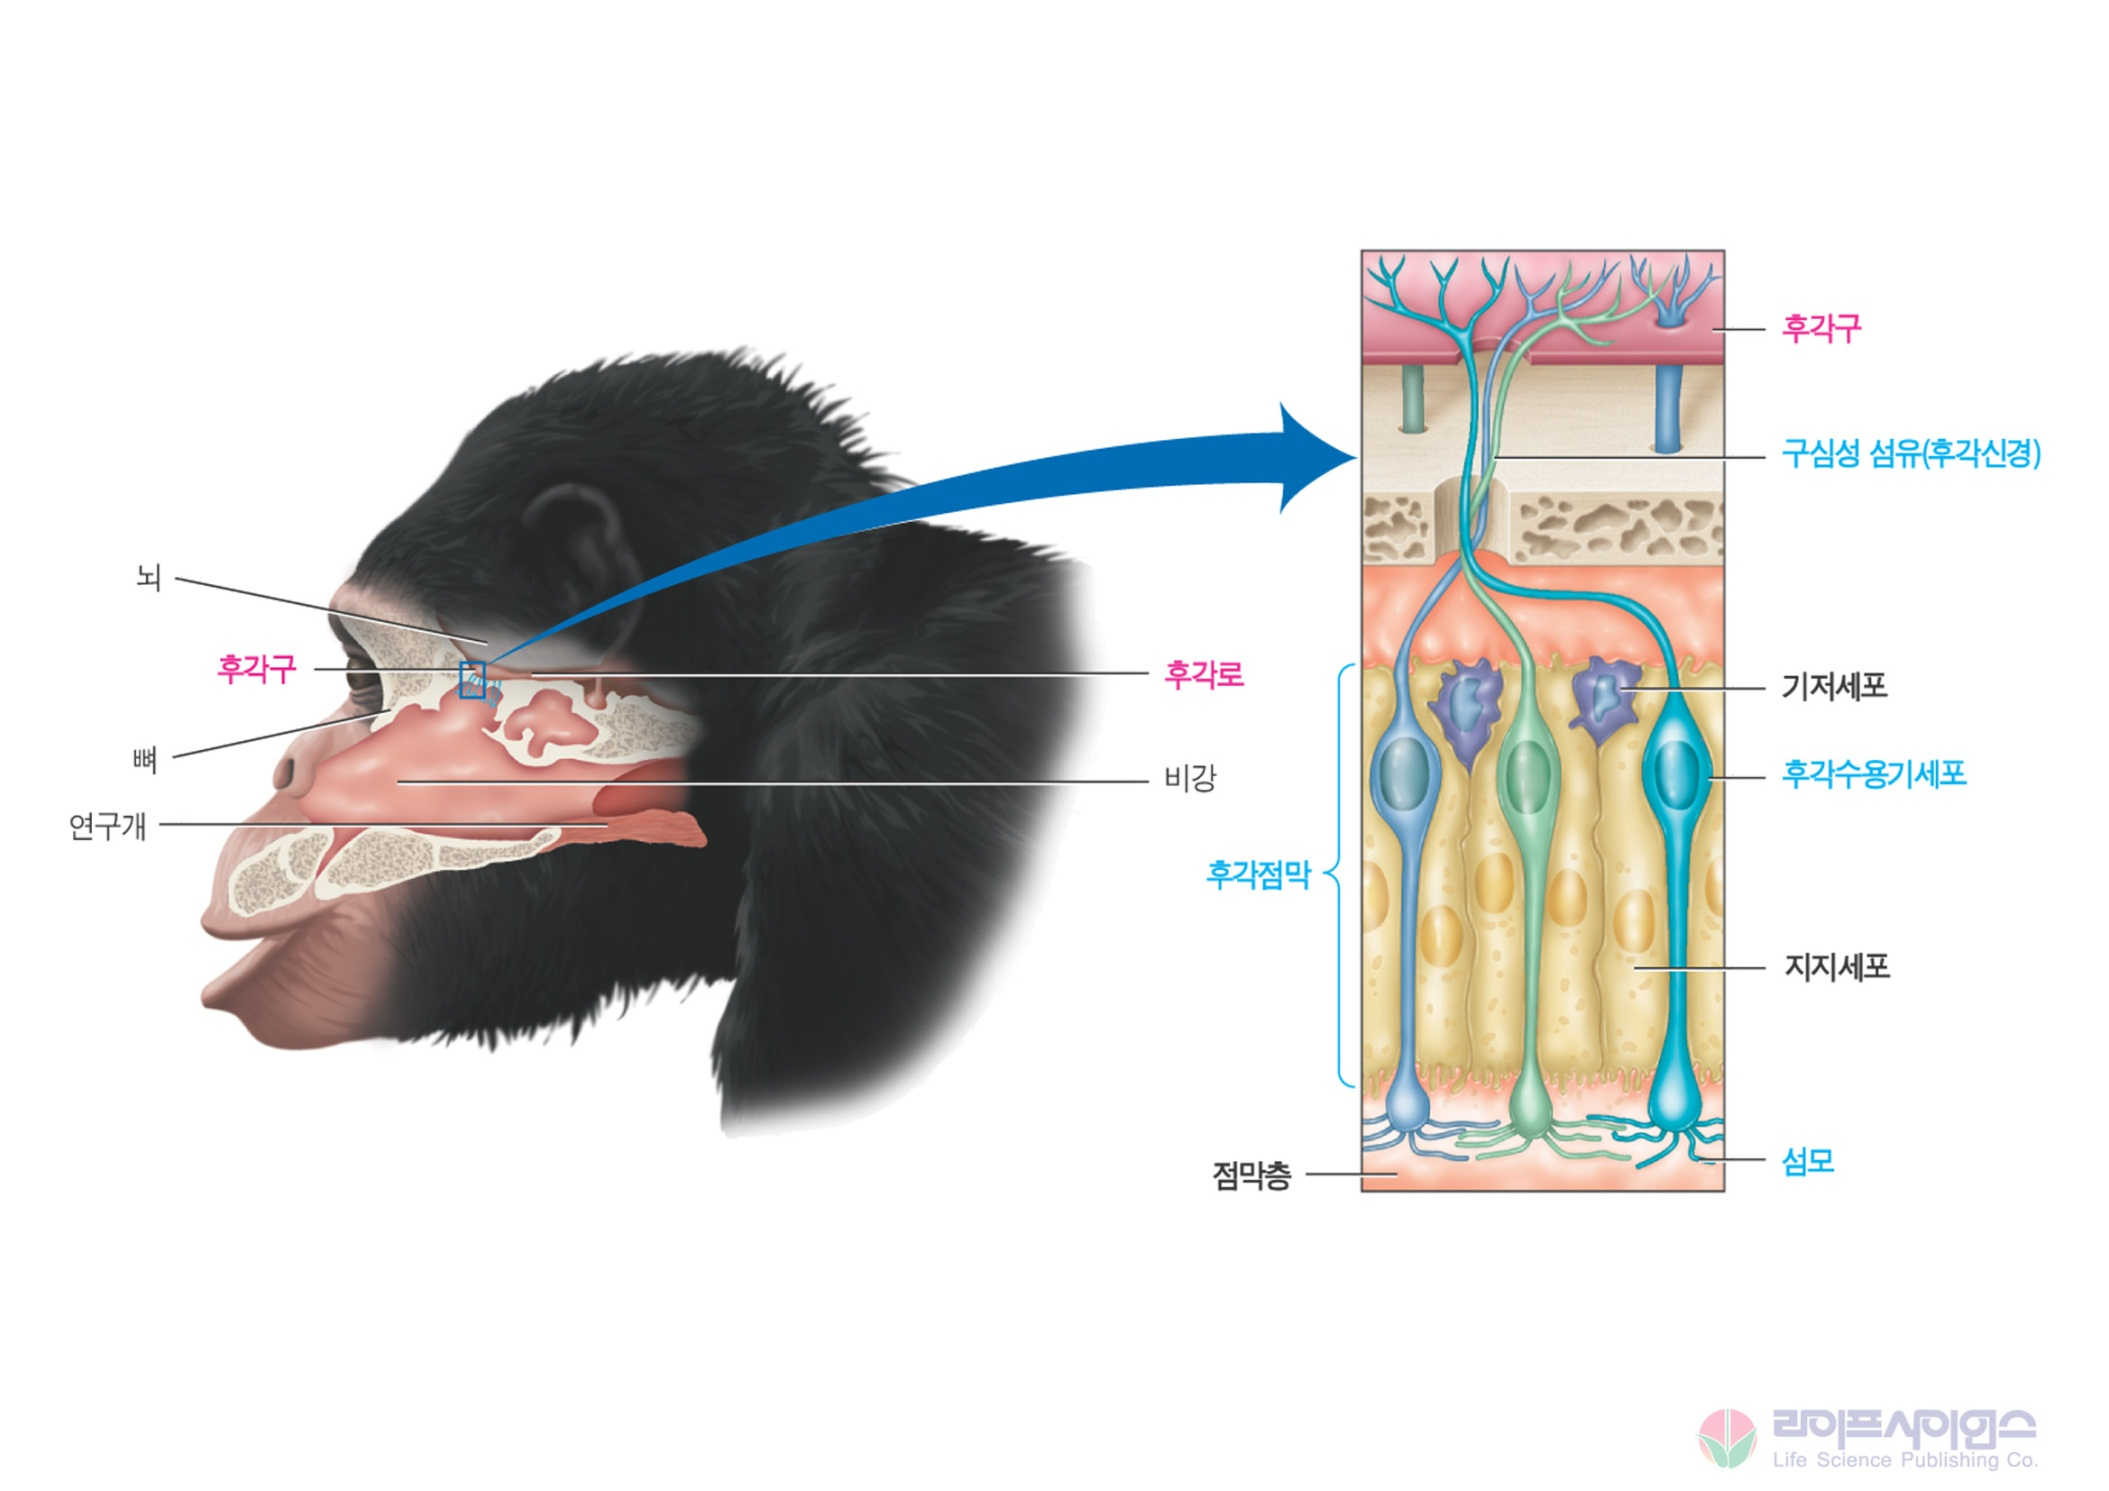 뇌
후각구
뼈
연구개
후각로
비강
후각구
구심성 섬유(후각신경)
기저세포
후각수용기세포
후각점막
지지세포
섬모
점막층
라이프사이언스
Life Science Publishing Co.